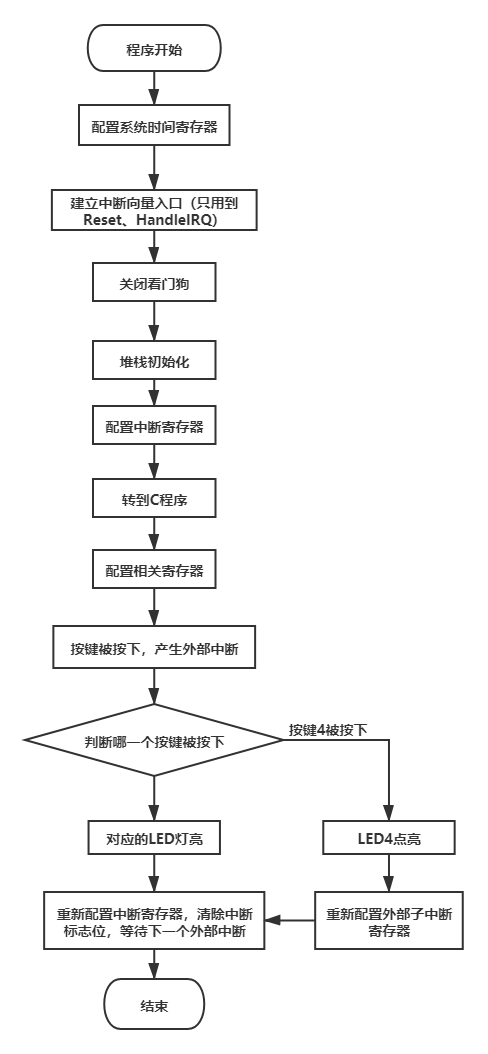 程序开始
配置系统时间寄存器
建立中断向量入口（只用到
Reset、HandleIRQ）
关闭看门狗
堆栈初始化
配置中断寄存器
转到C程序
配置相关寄存器
按键被按下，产生外部中断
判断哪一个按键被按下
按键4被按下
对应的LED灯亮
LED4点亮
重新配置中断寄存器，清除中断
标志位，等待下一个外部中断
重新配置外部子中断
寄存器
结束